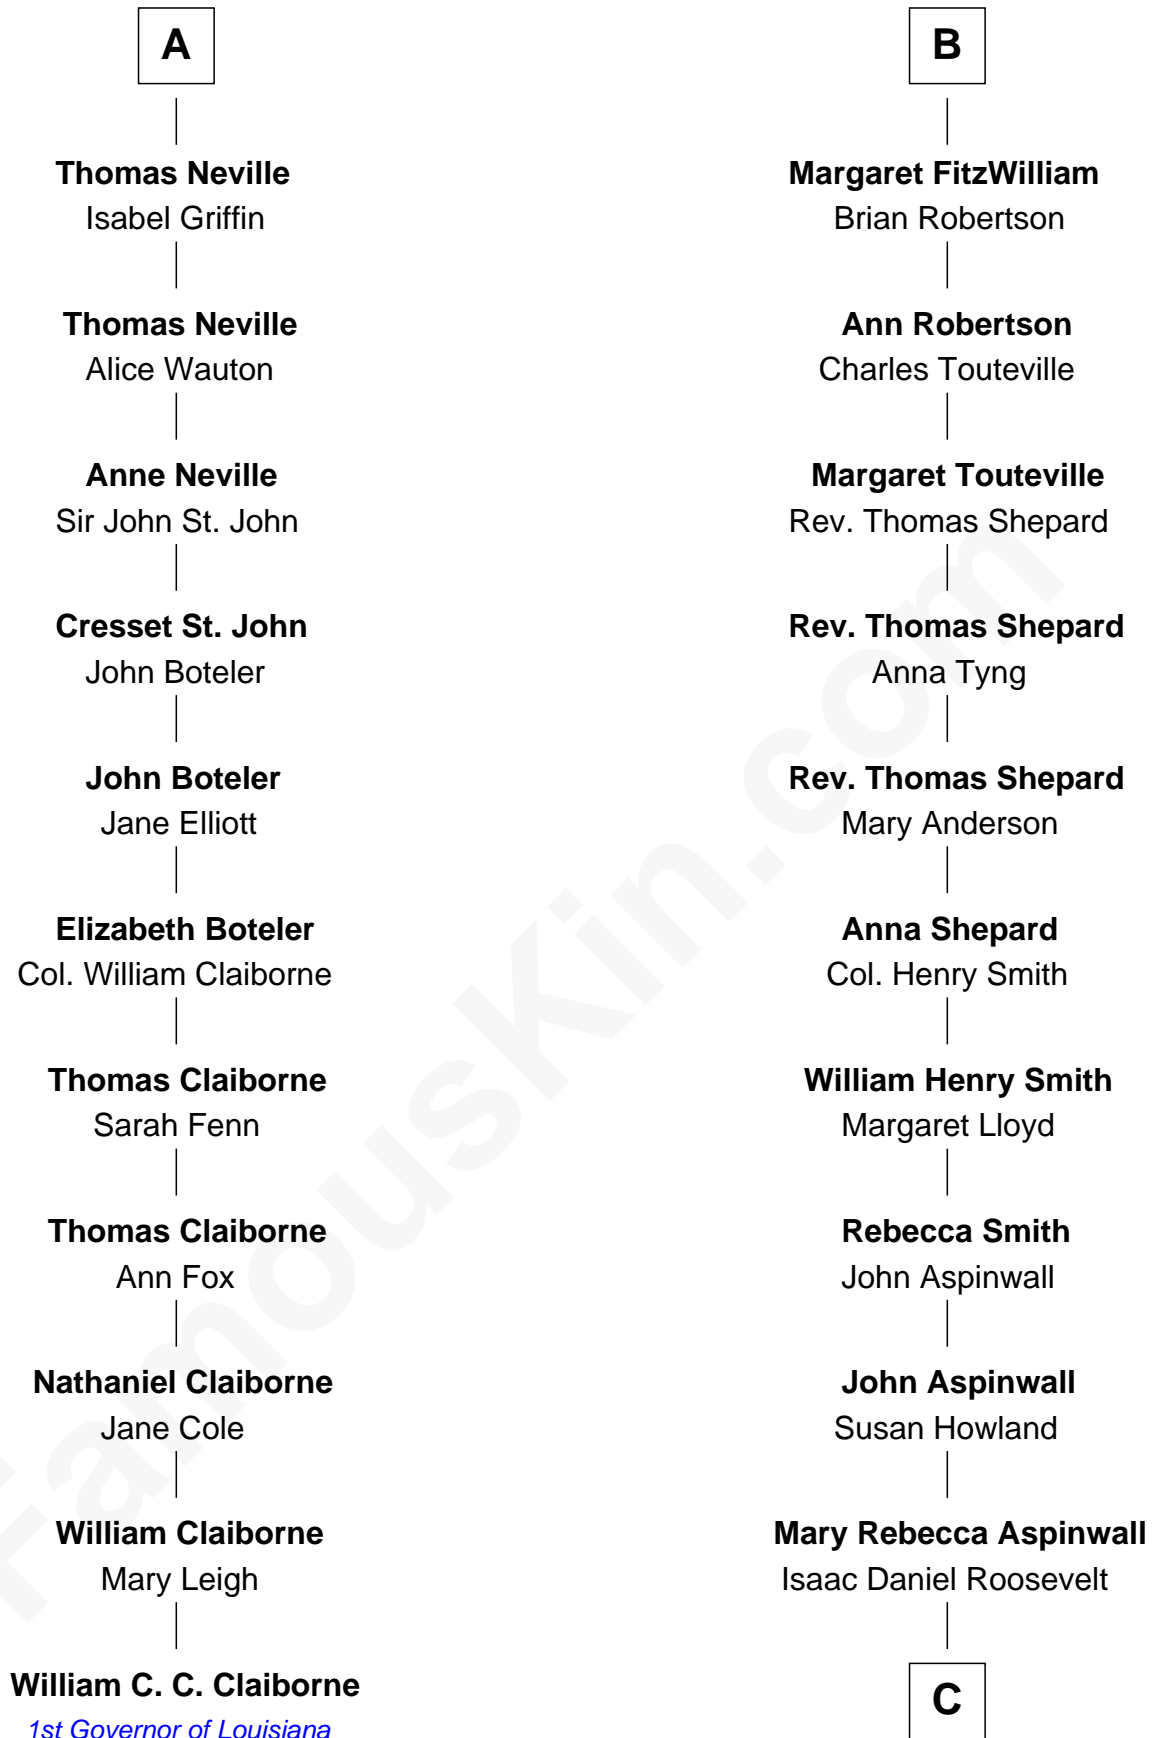 A
Thomas Neville
Isabel Griffin
Thomas Neville
Alice Wauton
Anne Neville
Sir John St. John
Cresset St. John
John Boteler
John Boteler
Jane Elliott
Elizabeth Boteler
Col. William Claiborne
Thomas Claiborne
Sarah Fenn
Thomas Claiborne
Ann Fox
Nathaniel Claiborne
Jane Cole
William Claiborne
Mary Leigh
William C. C. Claiborne
1st Governor of Louisiana
B
Margaret FitzWilliam
Brian Robertson
Ann Robertson
Charles Touteville
Margaret Touteville
Rev. Thomas Shepard
Rev. Thomas Shepard
Anna Tyng
Rev. Thomas Shepard
Mary Anderson
Anna Shepard
Col. Henry Smith
William Henry Smith
Margaret Lloyd
Rebecca Smith
John Aspinwall
John Aspinwall
Susan Howland
Mary Rebecca Aspinwall
Isaac Daniel Roosevelt
C
FamousKin.com